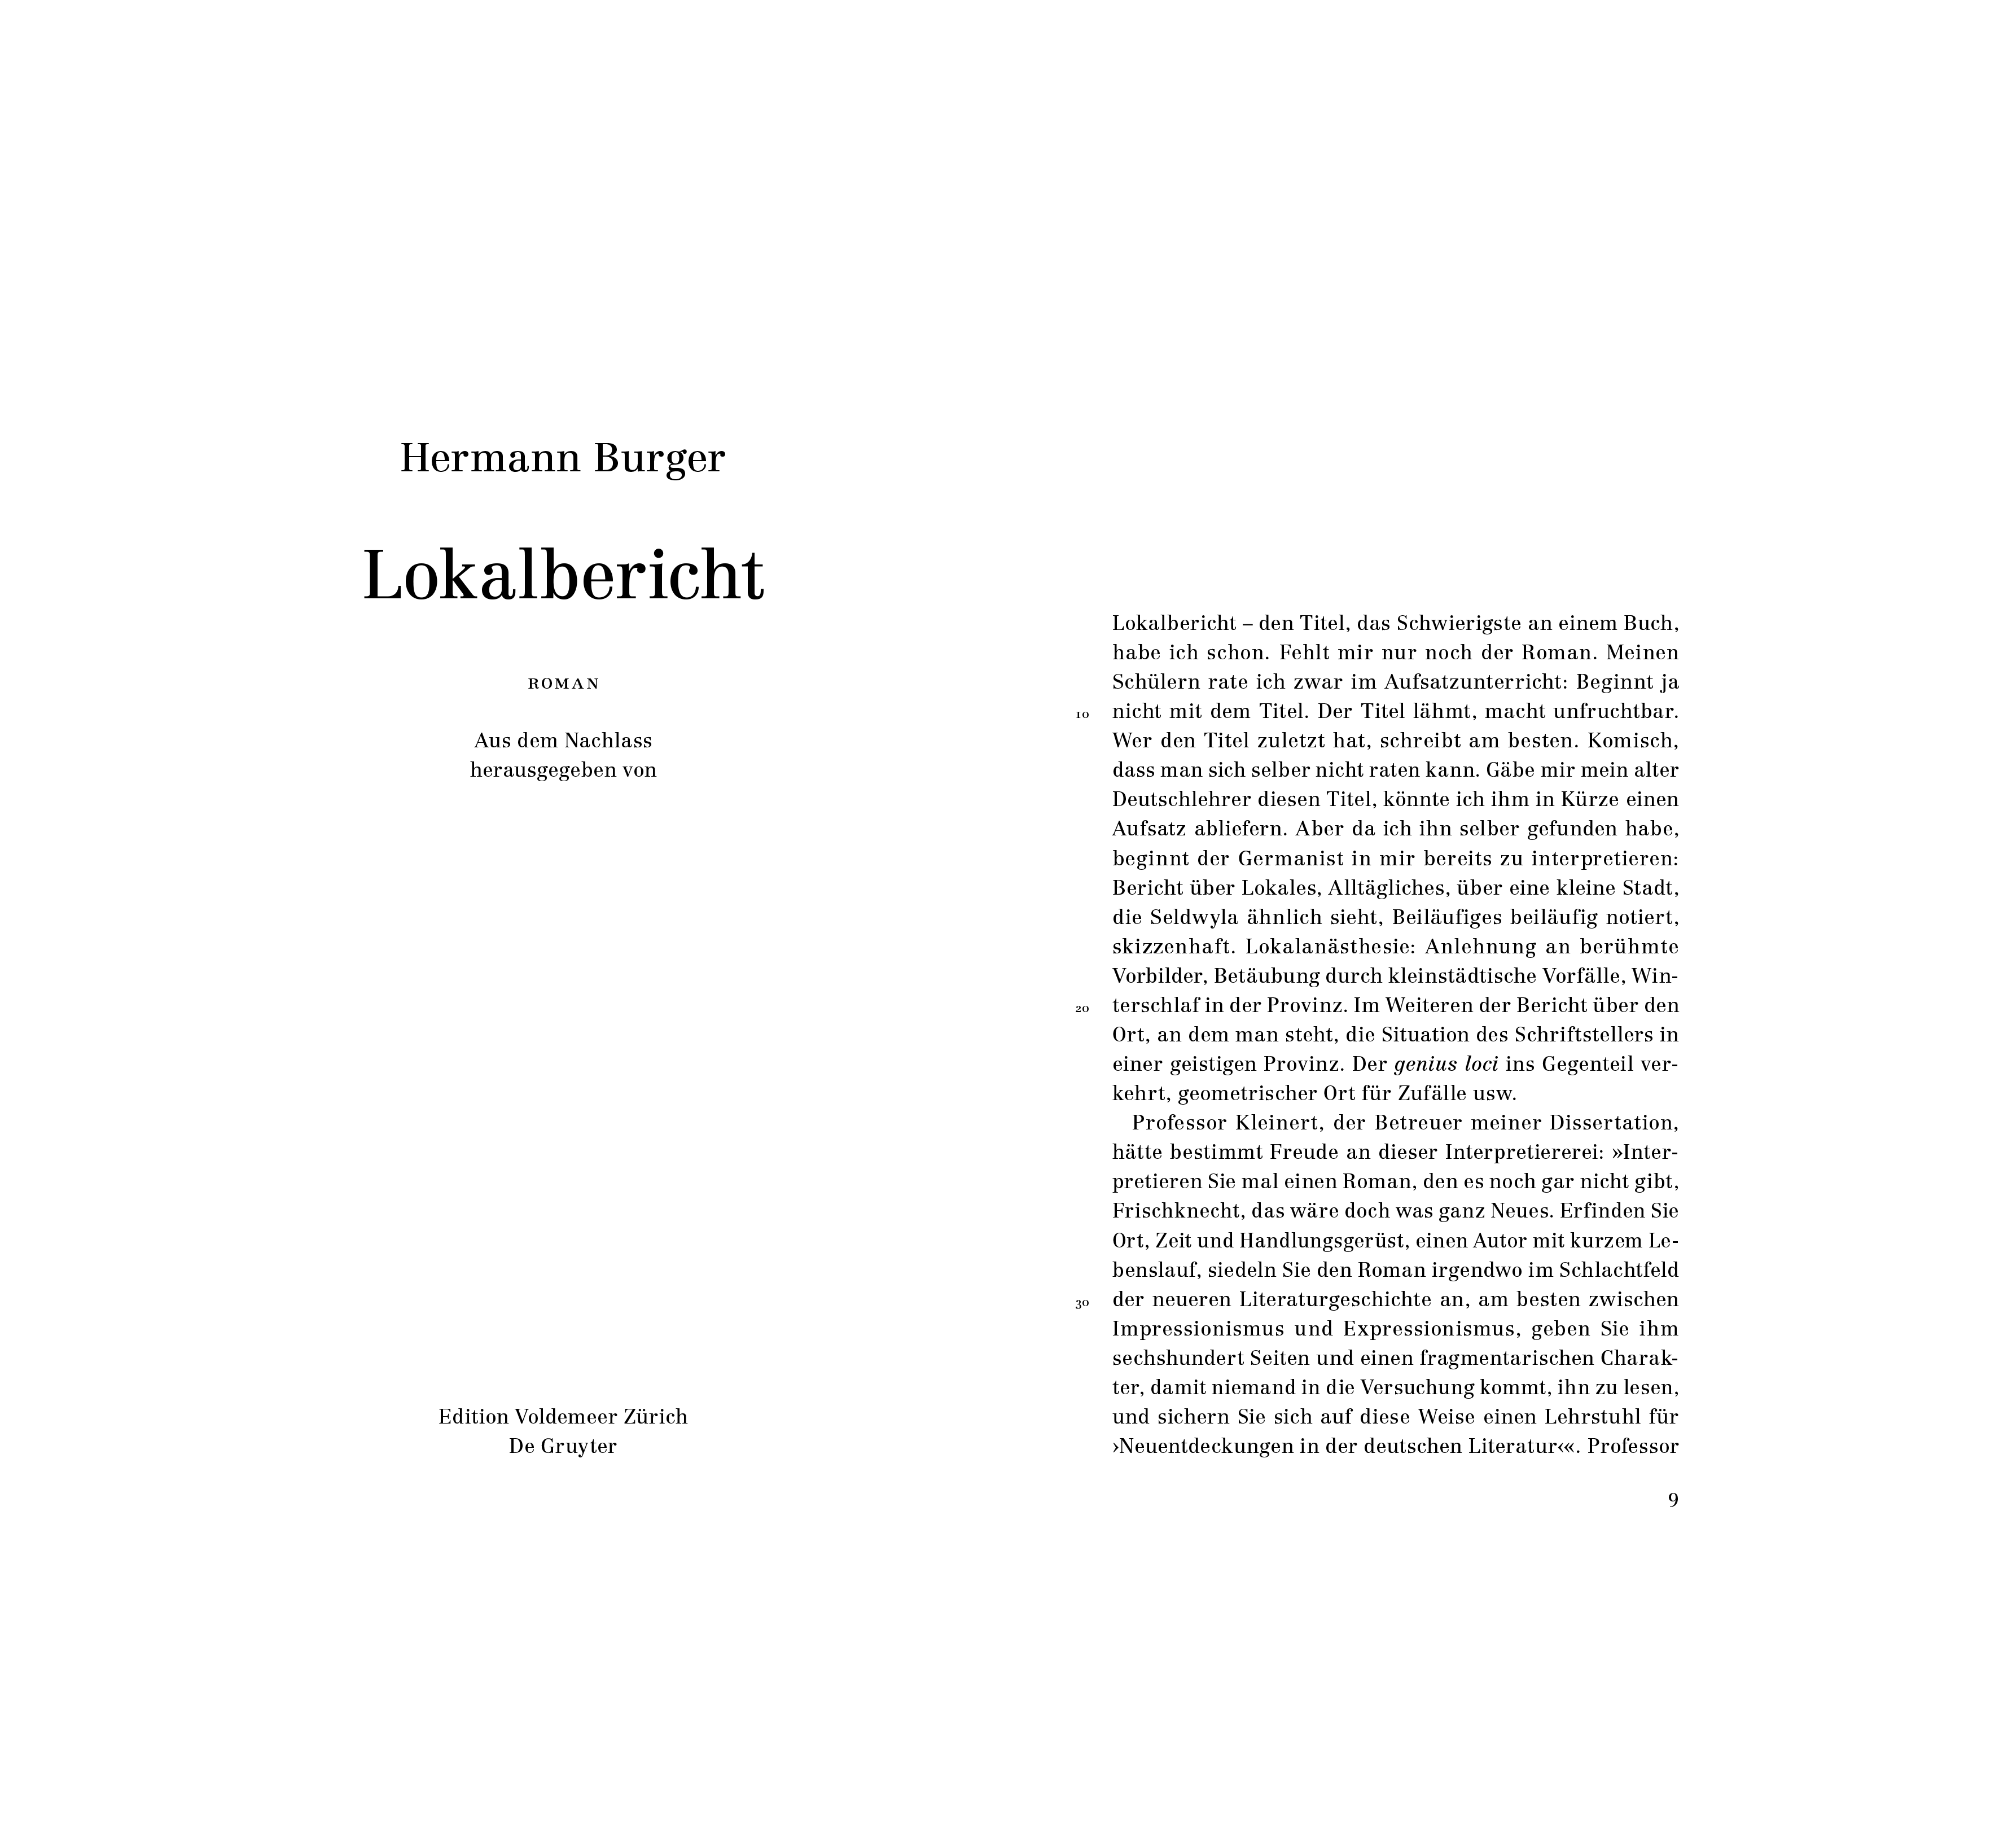 Hermann Burger
Lokalbericht
ROMAN
Aus dem Nachlass
herausgegeben von
Edition Voldemeer Zürich
De Gruyter
Lokalbericht – den Titel, das Schwierigste an einem Buch,
habe ich schon. Fehlt mir nur noch der Roman. Meinen
Schülern rate ich zwar im Aufsatzunterricht: Beginnt ja
10 nicht mit dem Titel. Der Titel lähmt, macht unfruchtbar.
Wer den Titel zuletzt hat, schreibt am besten. Komisch,
dass man sich selber nicht raten kann. Gäbe mir mein alter
Deutschlehrer diesen Titel, könnte ich ihm in Kürze einen
Aufsatz abliefern. Aber da ich ihn selber gefunden habe,
beginnt der Germanist in mir bereits zu interpretieren:
Bericht über Lokales, Alltägliches, über eine kleine Stadt,
die Seldwyla ähnlich sieht, Beiläufiges beiläufig notiert,
skizzenhaft. Lokalanästhesie: Anlehnung an berühmte
Vorbilder, Betäubung durch kleinstädtische Vorfälle, Win-
20 terschlaf in der Provinz. Im Weiteren der Bericht über den
Ort, an dem man steht, die Situation des Schriftstellers in
einer geistigen Provinz. Der genius loci ins Gegenteil ver-
kehrt, geometrischer Ort für Zufälle usw.
Professor Kleinert, der Betreuer meiner Dissertation,
hätte bestimmt Freude an dieser Interpretiererei: »Inter-
pretieren Sie mal einen Roman, den es noch gar nicht gibt,
Frischknecht, das wäre doch was ganz Neues. Erfinden Sie
Ort, Zeit und Handlungsgerüst, einen Autor mit kurzem Le-
benslauf, siedeln Sie den Roman irgendwo im Schlachtfeld
30 der neueren Literaturgeschichte an, am besten zwischen
Impressionismus und Expressionismus, geben Sie ihm
sechshundert Seiten und einen fragmentarischen Charak-
ter, damit niemand in die Versuchung kommt, ihn zu lesen,
und sichern Sie sich auf diese Weise einen Lehrstuhl für
›Neuentdeckungen in der deutschen Literatur‹«. Professor
9